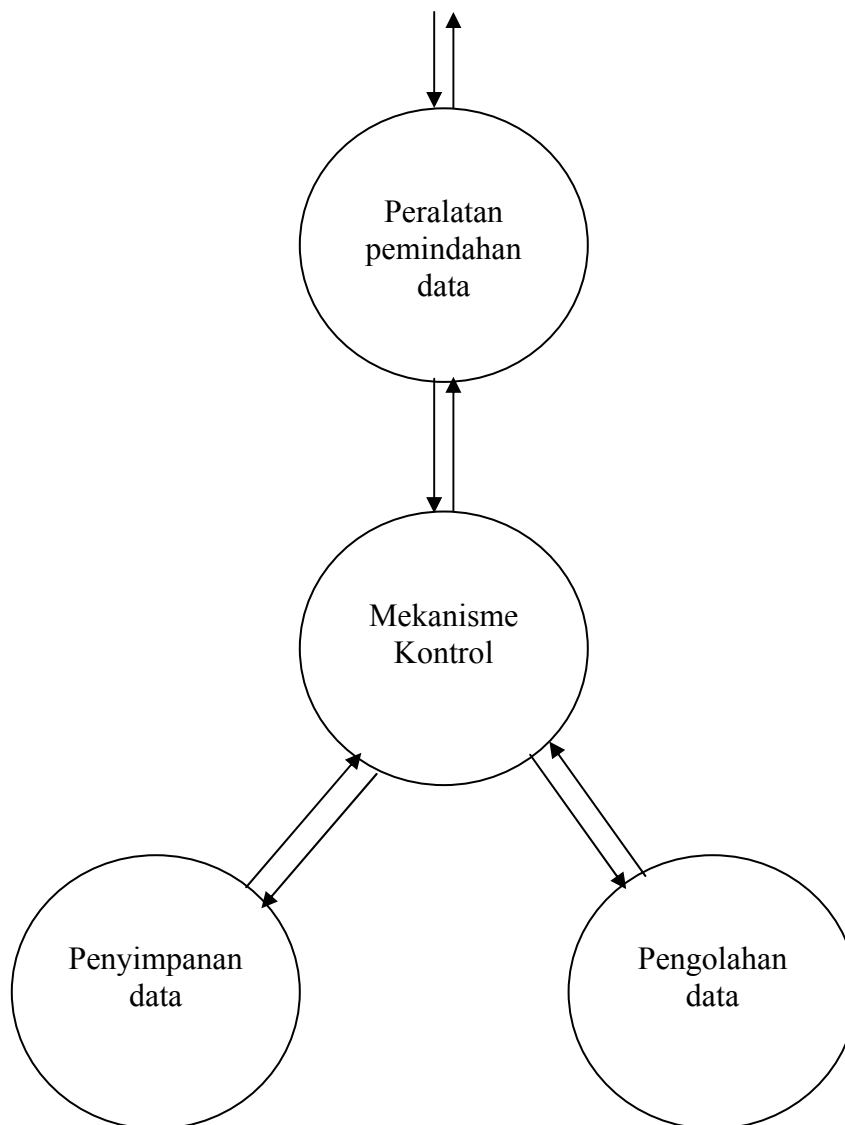 Peralatan
pemindahan
data
Mekanisme
Kontrol
Penyimpanan
data
Pengolahan
data